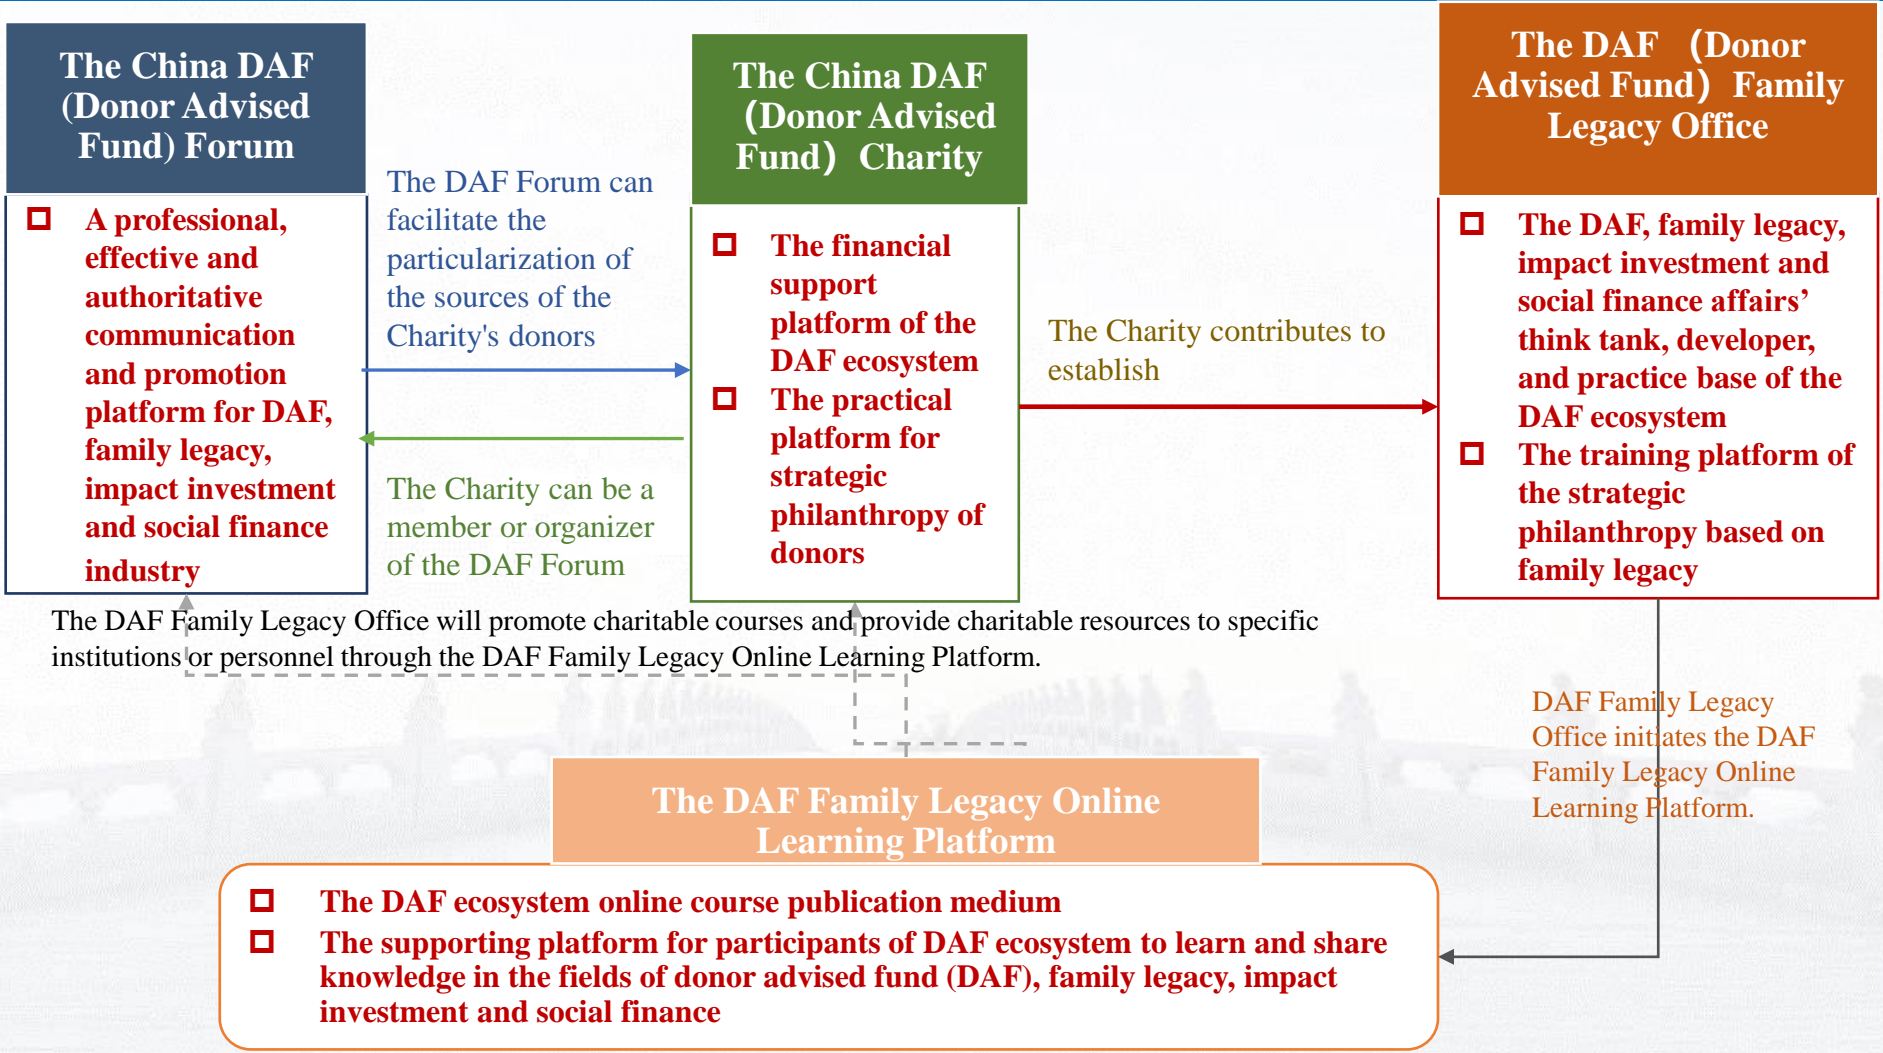 The China DAF
(Donor Advised
Fund) Forum
A professional,
effective and
authoritative
communication
and promotion
platform for DAF,
family legacy,
impact investment
and social finance
industry
The DAF Forum can
facilitate the
particularization of
the sources of the
Charity's donors
The Charity can be a
member or organizer
of the DAF Forum
The China DAF
（Donor Advised
Fund）Charity
The financial
support
platform of the
DAF ecosystem
The practical
platform for
strategic
philanthropy of
donors
The Charity contributes to
establish
The DAF （Donor
Advised Fund）Family
Legacy Office
The DAF, family legacy,
impact investment and
social finance affairs’
think tank, developer,
and practice base of the
DAF ecosystem
The training platform of
the strategic
philanthropy based on
family legacy
The DAF Family Legacy Office will promote charitable courses and provide charitable resources to specific
institutions or personnel through the DAF Family Legacy Online Learning Platform.
DAF Family Legacy
Office initiates the DAF
Family Legacy Online
Learning Platform.
The DAF Family Legacy Online
Learning Platform
The DAF ecosystem online course publication medium
The supporting platform for participants of DAF ecosystem to learn and share
knowledge in the fields of donor advised fund (DAF), family legacy, impact
investment and social finance